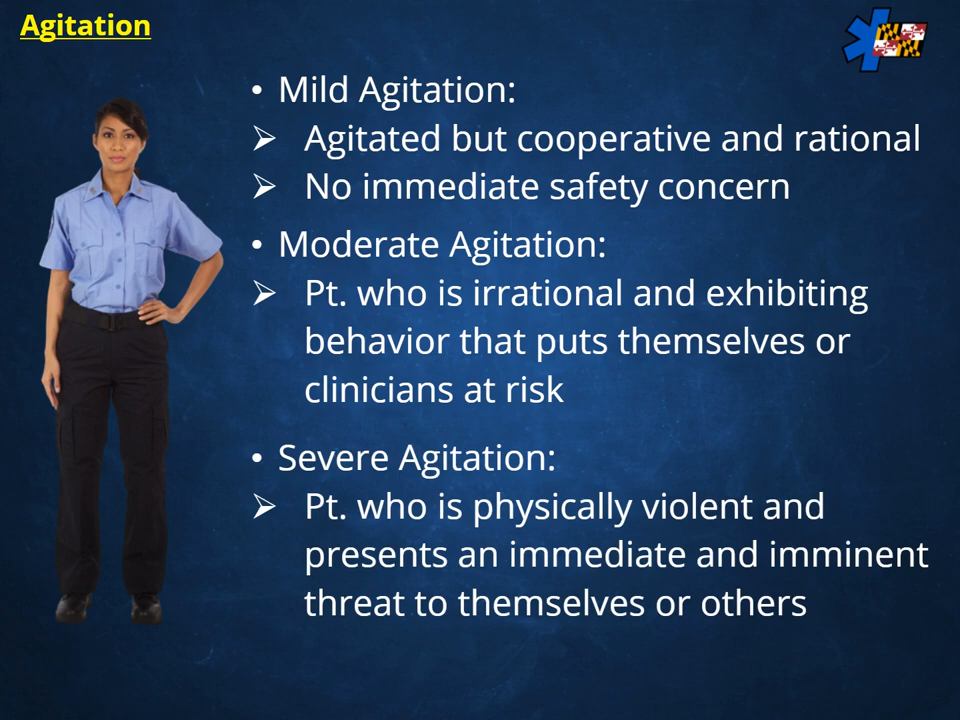 Agitation
• Mild Agitation:
➢ Agitated but cooperative and rational
➢ No immediate safety concern
• Moderate Agitation:
➢ Pt. who is irrational and exhibiting
behavior that puts themselves or
clinicians at risk
• Severe Agitation:
➢ Pt. who is physically violent and
presents an immediate and imminent
threat to themselves or others